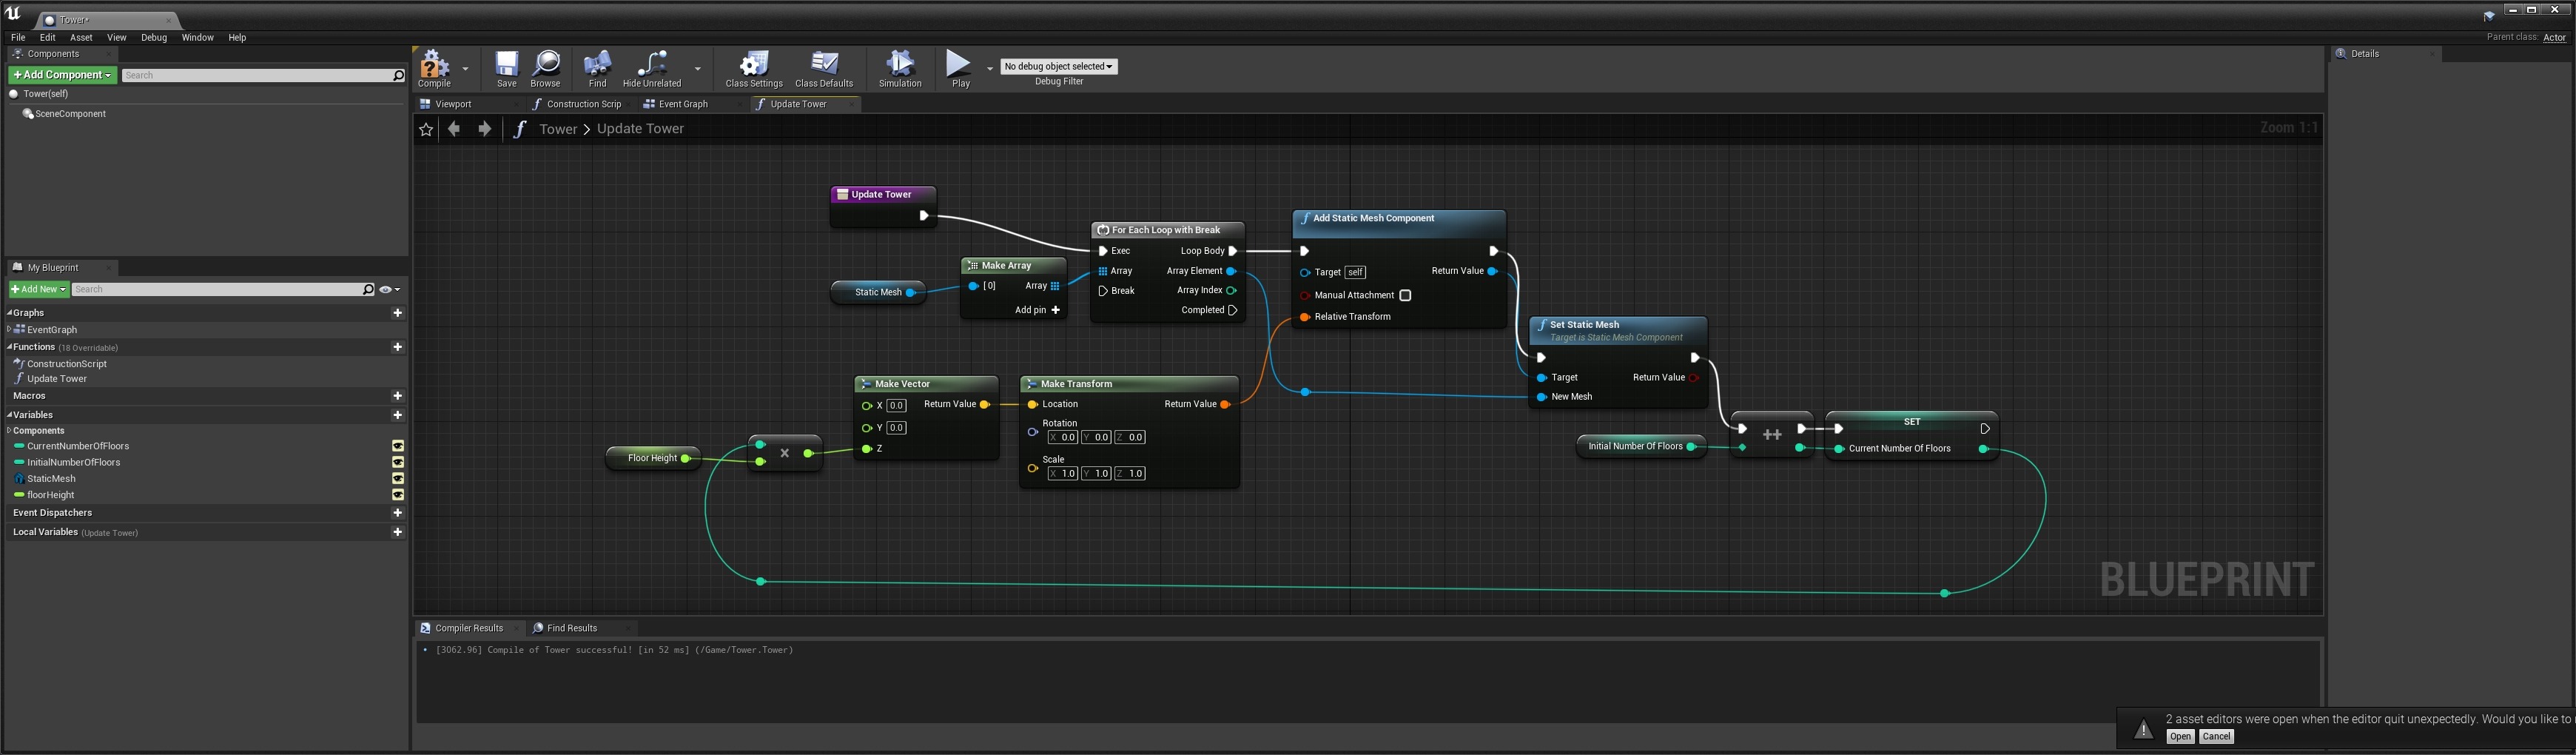 Tower*
File Edit Asset View Debug Window Help
Parent class: Actor
Components
+Add Component
Search
Tower(self)
SceneComponent
My Blueprint
+Add New
Search
Graphs
EventGraph
Functions (18 Overridable)
ConstructionScript
Update Tower
Macros
Variables
Components
CurrentNumberOfFloors
InitialNumberOfFloors
StaticMesh
floorHeight
Event Dispatchers
Local Variables (Update Tower)
Compile
Save
Browse
Find
Hide Unrelated
Class Settings
Class Defaults
Simulation
Play
No debug object selected
Debug Filter
Viewport
Construction Scrip
Event Graph
Update Tower
Tower > Update Tower
Zoom 1:1
Update Tower
Static Mesh
Make Array
[0] Array
Add pin +
For Each Loop with Break
Exec Loop Body
Array Array Element
Break Array Index
Completed
Add Static Mesh Component
Target self Return Value
Manual Attachment
Relative Transform
Set Static Mesh
Target is Static Mesh Component
Target Return Value
New Mesh
Floor Height
×
Make Vector
X 0.0 Return Value
Y 0.0
Z
Make Transform
Location Return Value
Rotation
X 0.0 Y 0.0 Z 0.0
Scale
X 1.0 Y 1.0 Z 1.0
Initial Number Of Floors
++
SET
Current Number Of Floors
BLUEPRINT
Compiler Results
Find Results
[3062.96] Compile of Tower successful! [in 52 ms] (/Game/Tower.Tower)
Details
2 asset editors were open when the editor quit unexpectedly. Would you like to
Open Cancel